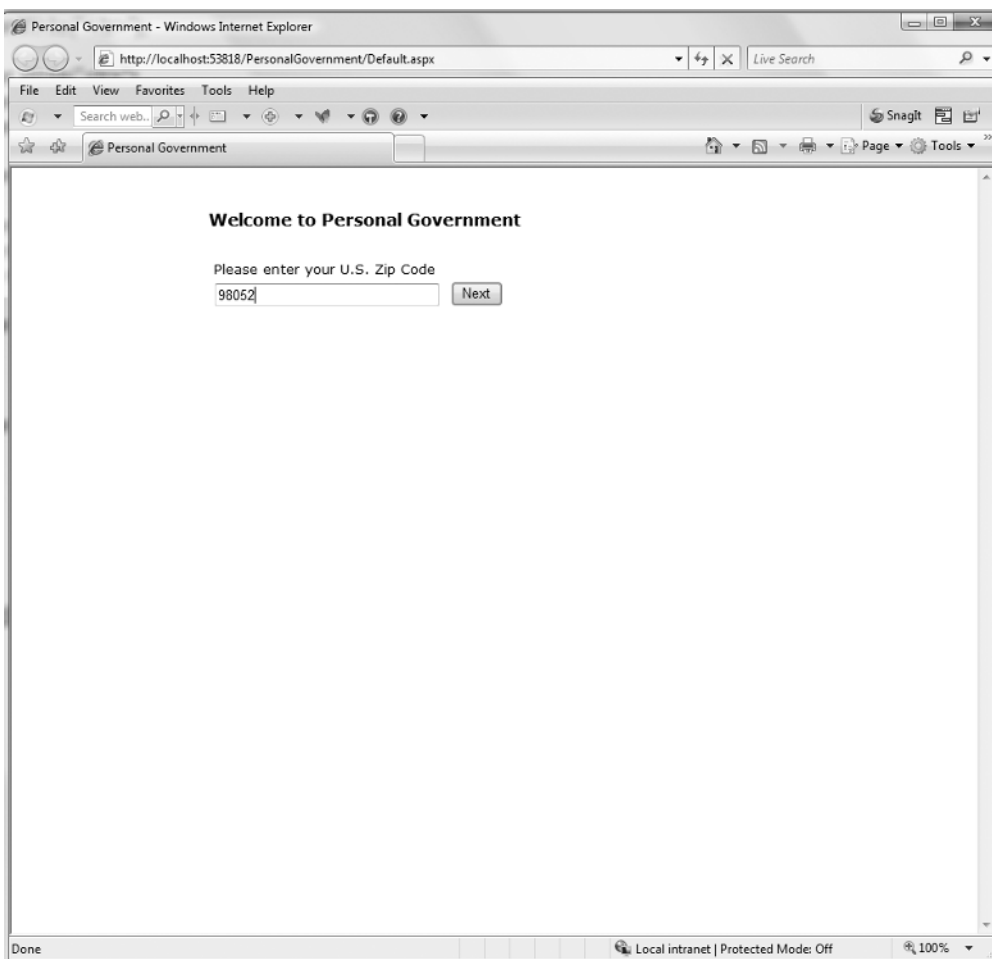 Personal Government - Windows Internet Explorer
http://localhost:53818/PersonalGovernment/Default.aspx
Live Search
File Edit View Favorites Tools Help
Search web..
SnagIt
Personal Government
Page
Tools
Welcome to Personal Government
Please enter your U.S. Zip Code
98052
Next
Done
Local intranet | Protected Mode: Off
100%